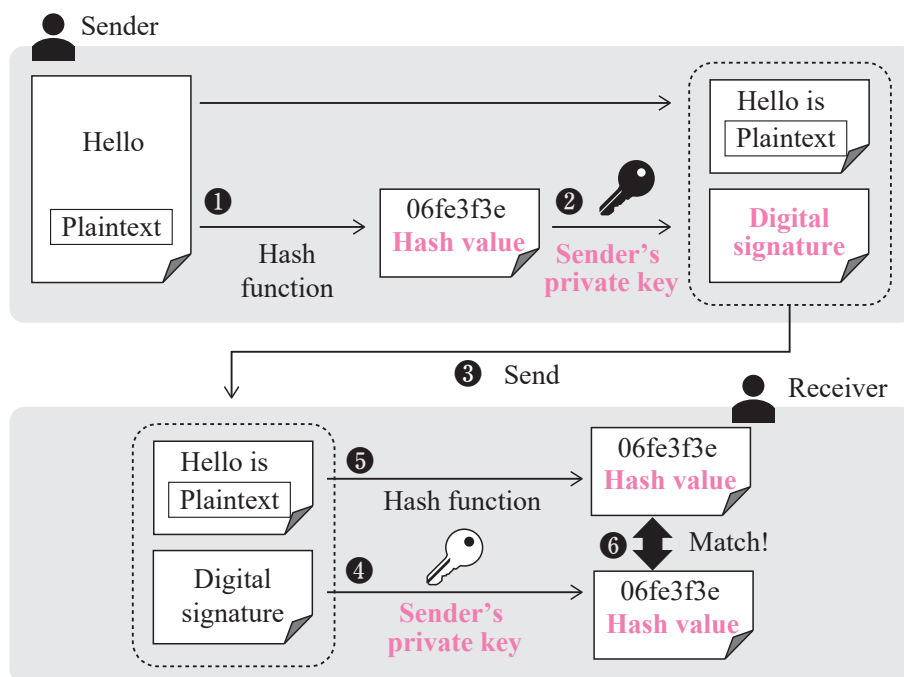 Sender
Hello
Plaintext
❶
Hash
function
06fe3f3e
Hash value
❷
Sender's
private key
Hello is
Plaintext
Digital
signature
❸ Send
Receiver
Hello is
Plaintext
Digital
signature
❺
Hash function
❹
Sender's
private key
06fe3f3e
Hash value
❻ Match!
06fe3f3e
Hash value